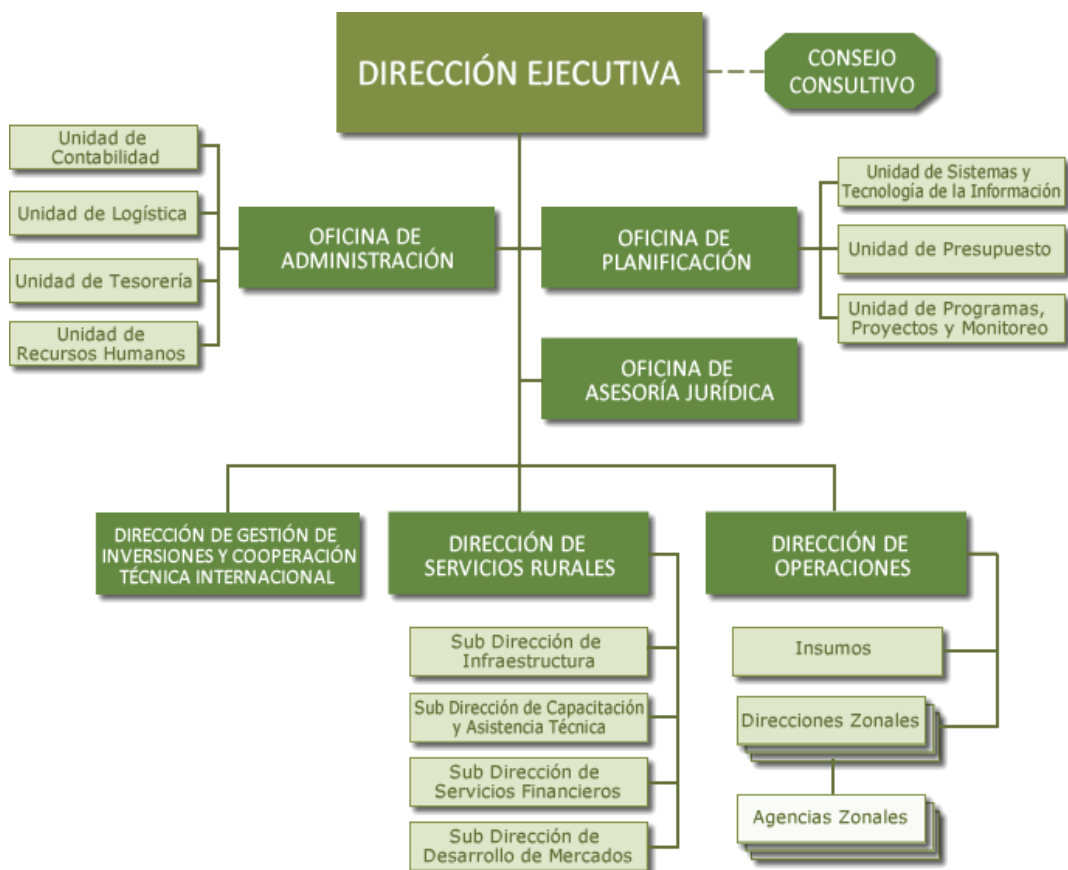 DIRECCIÓN EJECUTIVA
CONSEJO
CONSULTIVO
Unidad de
Contabilidad
Unidad de Logística
Unidad de Tesorería
Unidad de
Recursos Humanos
OFICINA DE
ADMINISTRACIÓN
OFICINA DE
PLANIFICACIÓN
Unidad de Sistemas y
Tecnología de la Información
Unidad de Presupuesto
Unidad de Programas,
Proyectos y Monitoreo
OFICINA DE
ASESORÍA JURÍDICA
DIRECCIÓN DE GESTIÓN DE
INVERSIONES Y COOPERACIÓN
TÉCNICA INTERNACIONAL
DIRECCIÓN DE
SERVICIOS RURALES
Sub Dirección de
Infraestructura
Sub Dirección de Capacitación
y Asistencia Técnica
Sub Dirección de
Servicios Financieros
Sub Dirección de
Desarrollo de Mercados
DIRECCIÓN DE
OPERACIONES
Insumos
Direcciones Zonales
Agencias Zonales